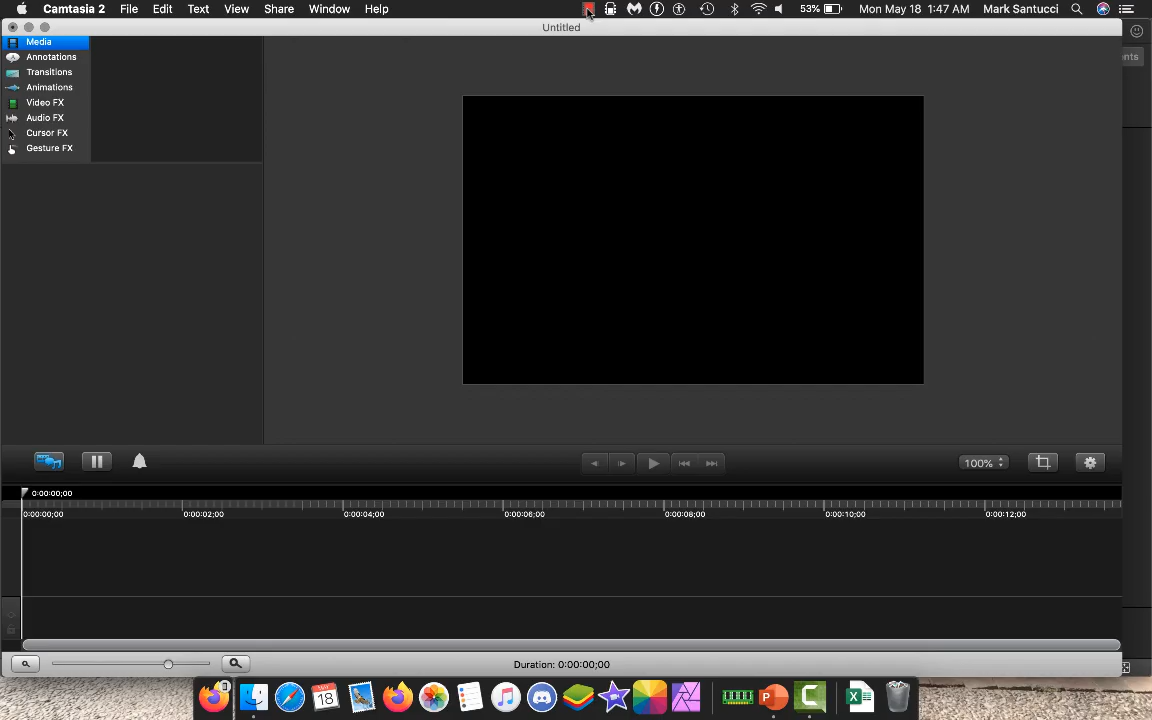 Camtasia 2 File Edit Text View Share Window Help 53% Mon May 18 1:47 AM Mark Santucci
Untitled
Media
Annotations
Transitions
Animations
Video FX
Audio FX
Cursor FX
Gesture FX
nts
100%
0:00:00;00
0:00:00;00 0:00:02;00 0:00:04;00 0:00:06;00 0:00:08;00 0:00:10;00 0:00:12;00
Duration: 0:00:00;00
18